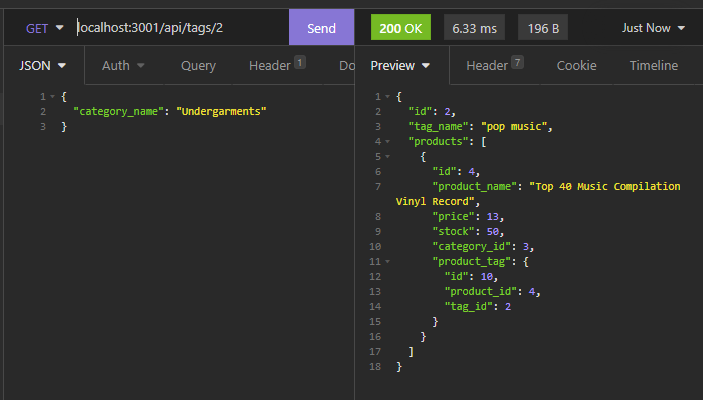 GET localhost:3001/api/tags/2 Send 200 OK 6.33 ms 196 B Just Now
JSON Auth Query Header 1 Do Preview Header 7 Cookie Timeline
1 {
2 "category_name": "Undergarments"
3 }
1 {
2 "id": 2,
3 "tag_name": "pop music",
4 "products": [
5 {
6 "id": 4,
7 "product_name": "Top 40 Music Compilation
Vinyl Record",
8 "price": 13,
9 "stock": 50,
10 "category_id": 3,
11 "product_tag": {
12 "id": 10,
13 "product_id": 4,
14 "tag_id": 2
15 }
16 }
17 ]
18 }